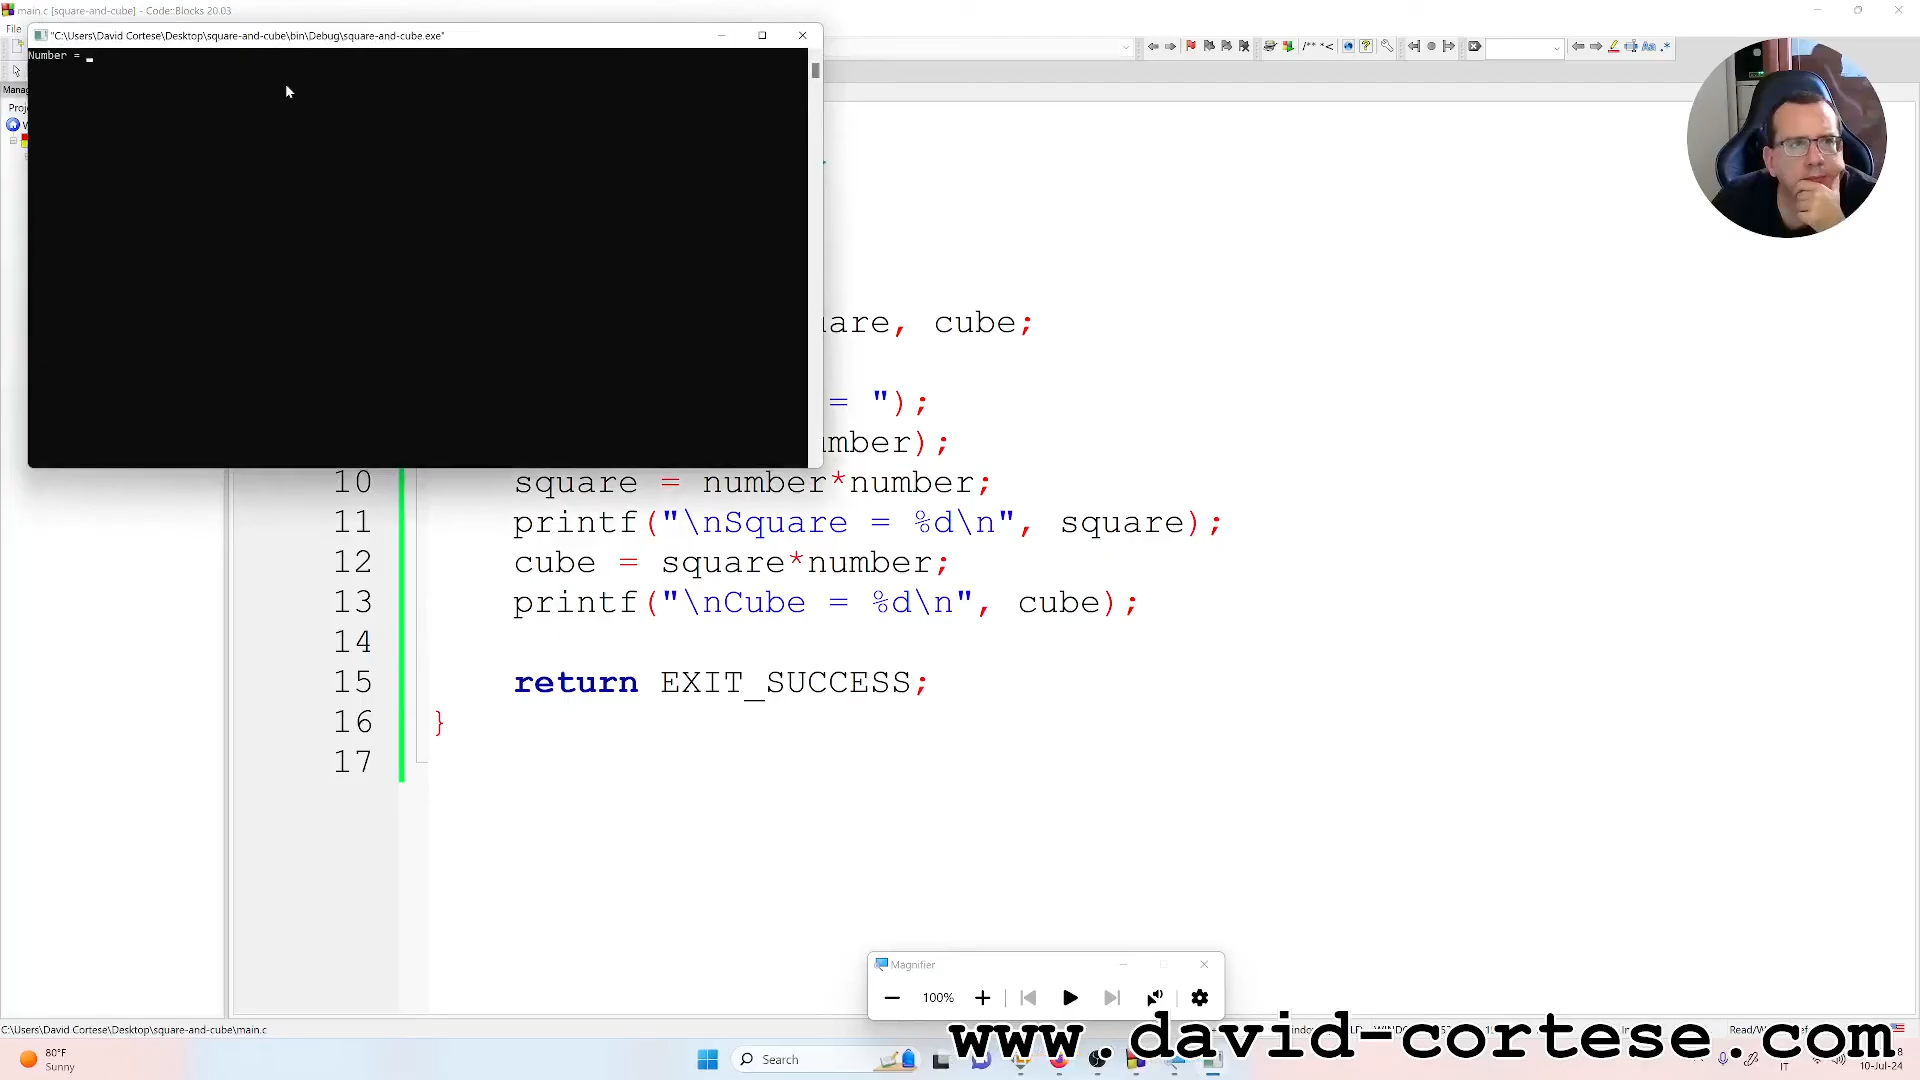 main.c [square-and-cube] - Code::Blocks 20.03
File
"C:\Users\David Cortese\Desktop\square-and-cube\bin\Debug\square-and-cube.exe"
/** *<
Aa .*
Number =
are, cube;
= ");
mber);
10 square = number*number;
11 printf("\nSquare = %d\n", square);
12 cube = square*number;
13 printf("\nCube = %d\n", cube);
14
15 return EXIT_SUCCESS;
16 }
17
Magnifier
100%
C:\Users\David Cortese\Desktop\square-and-cube\main.c
www.david-cortese.com
80°F
Sunny
Search
IT
10-Jul-24